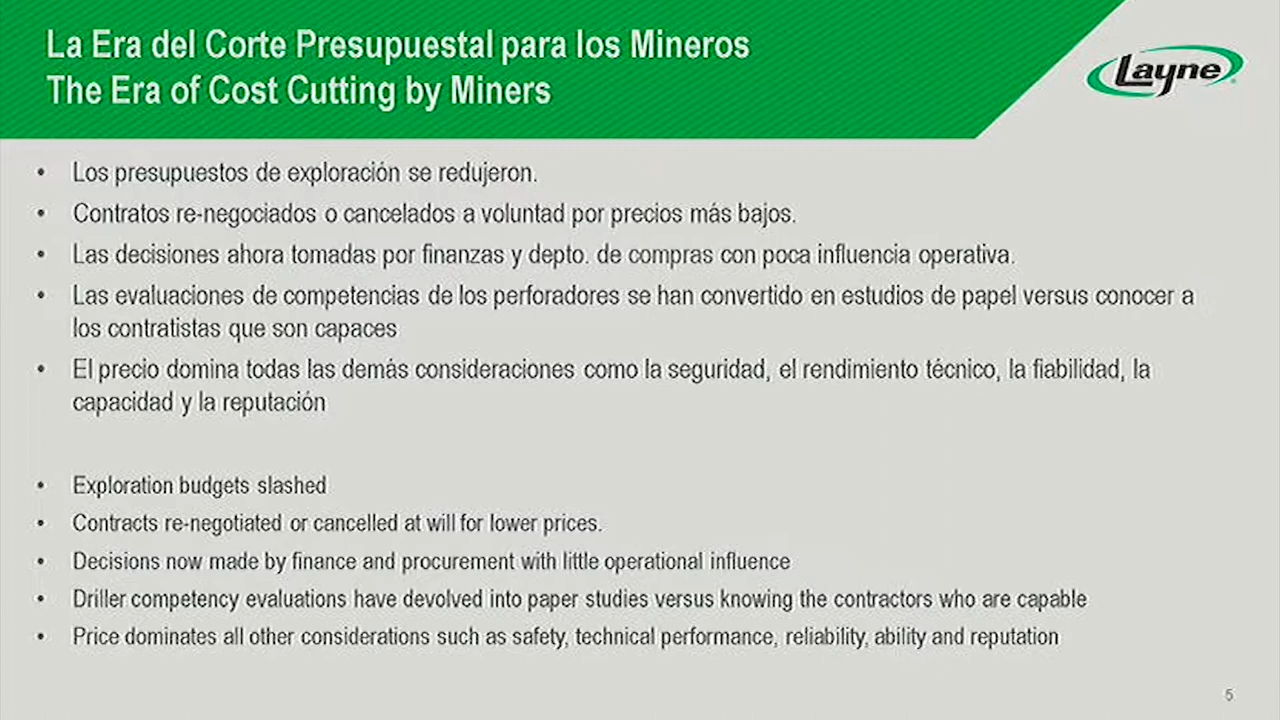 La Era del Corte Presupuestal para los Mineros
The Era of Cost Cutting by Miners
Layne
• Los presupuestos de exploración se redujeron.
• Contratos re-negociados o cancelados a voluntad por precios más bajos.
• Las decisiones ahora tomadas por finanzas y depto. de compras con poca influencia operativa.
• Las evaluaciones de competencias de los perforadores se han convertido en estudios de papel versus conocer a
los contratistas que son capaces
• El precio domina todas las demás consideraciones como la seguridad, el rendimiento técnico, la fiabilidad, la
capacidad y la reputación
• Exploration budgets slashed
• Contracts re-negotiated or cancelled at will for lower prices.
• Decisions now made by finance and procurement with little operational influence
• Driller competency evaluations have devolved into paper studies versus knowing the contractors who are capable
• Price dominates all other considerations such as safety, technical performance, reliability, ability and reputation
5